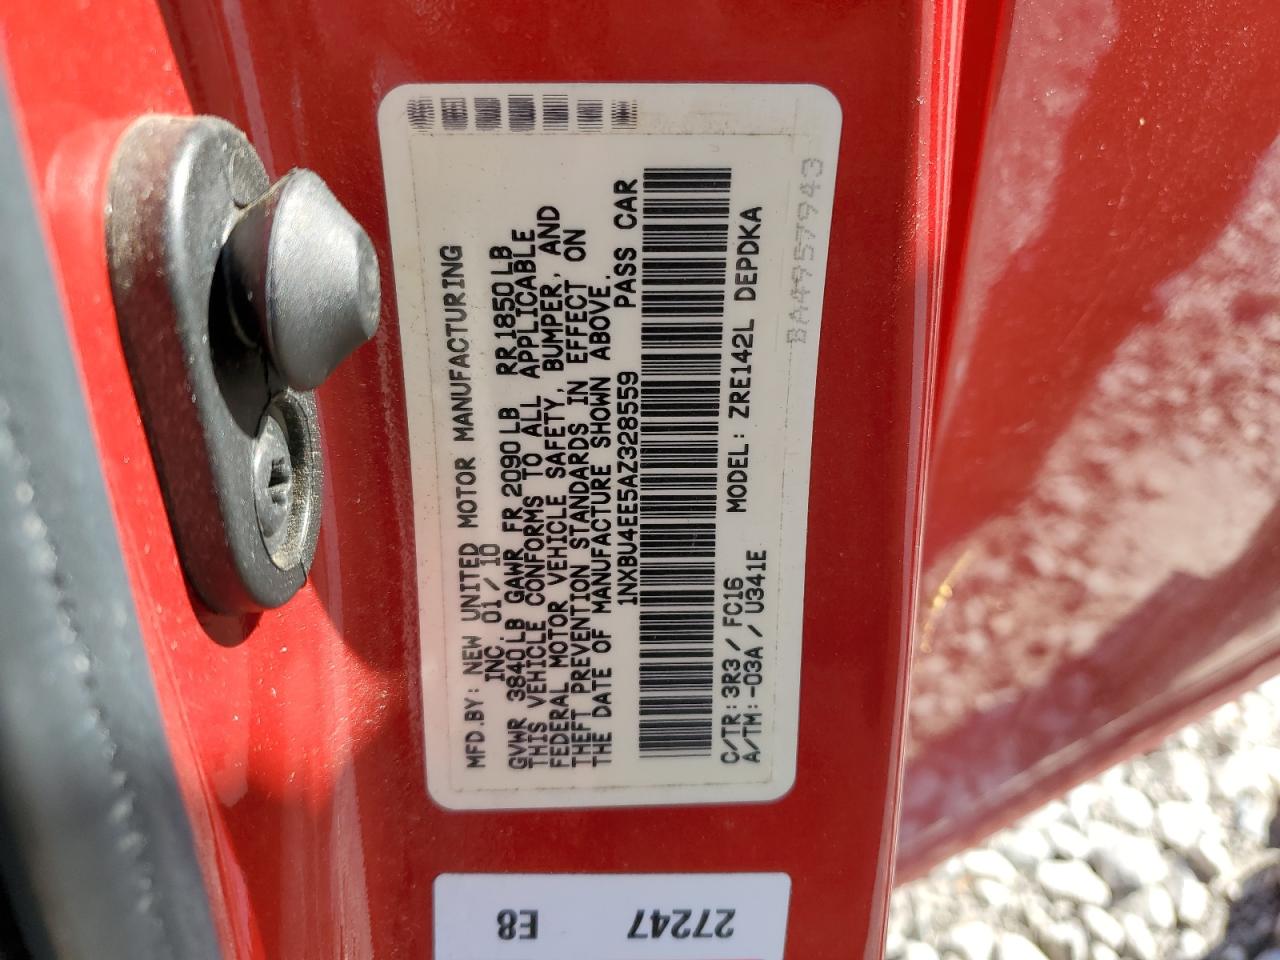 MFD.BY: NEW UNITED MOTOR MANUFACTURING
INC. 01/10
GVWR 3840LB GAWR FR 2090LB RR 1850LB
THIS VEHICLE CONFORMS TO ALL APPLICABLE
FEDERAL MOTOR VEHICLE SAFETY, BUMPER, AND
THEFT PREVENTION STANDARDS IN EFFECT ON
THE DATE OF MANUFACTURE SHOWN ABOVE.
1NXBU4EE5AZ328559 PASS CAR
C/TR: 3R3/FC16 MODEL: ZRE142L DEPDKA
A/TM: -03A/U341E
BA4957943
27247
E8